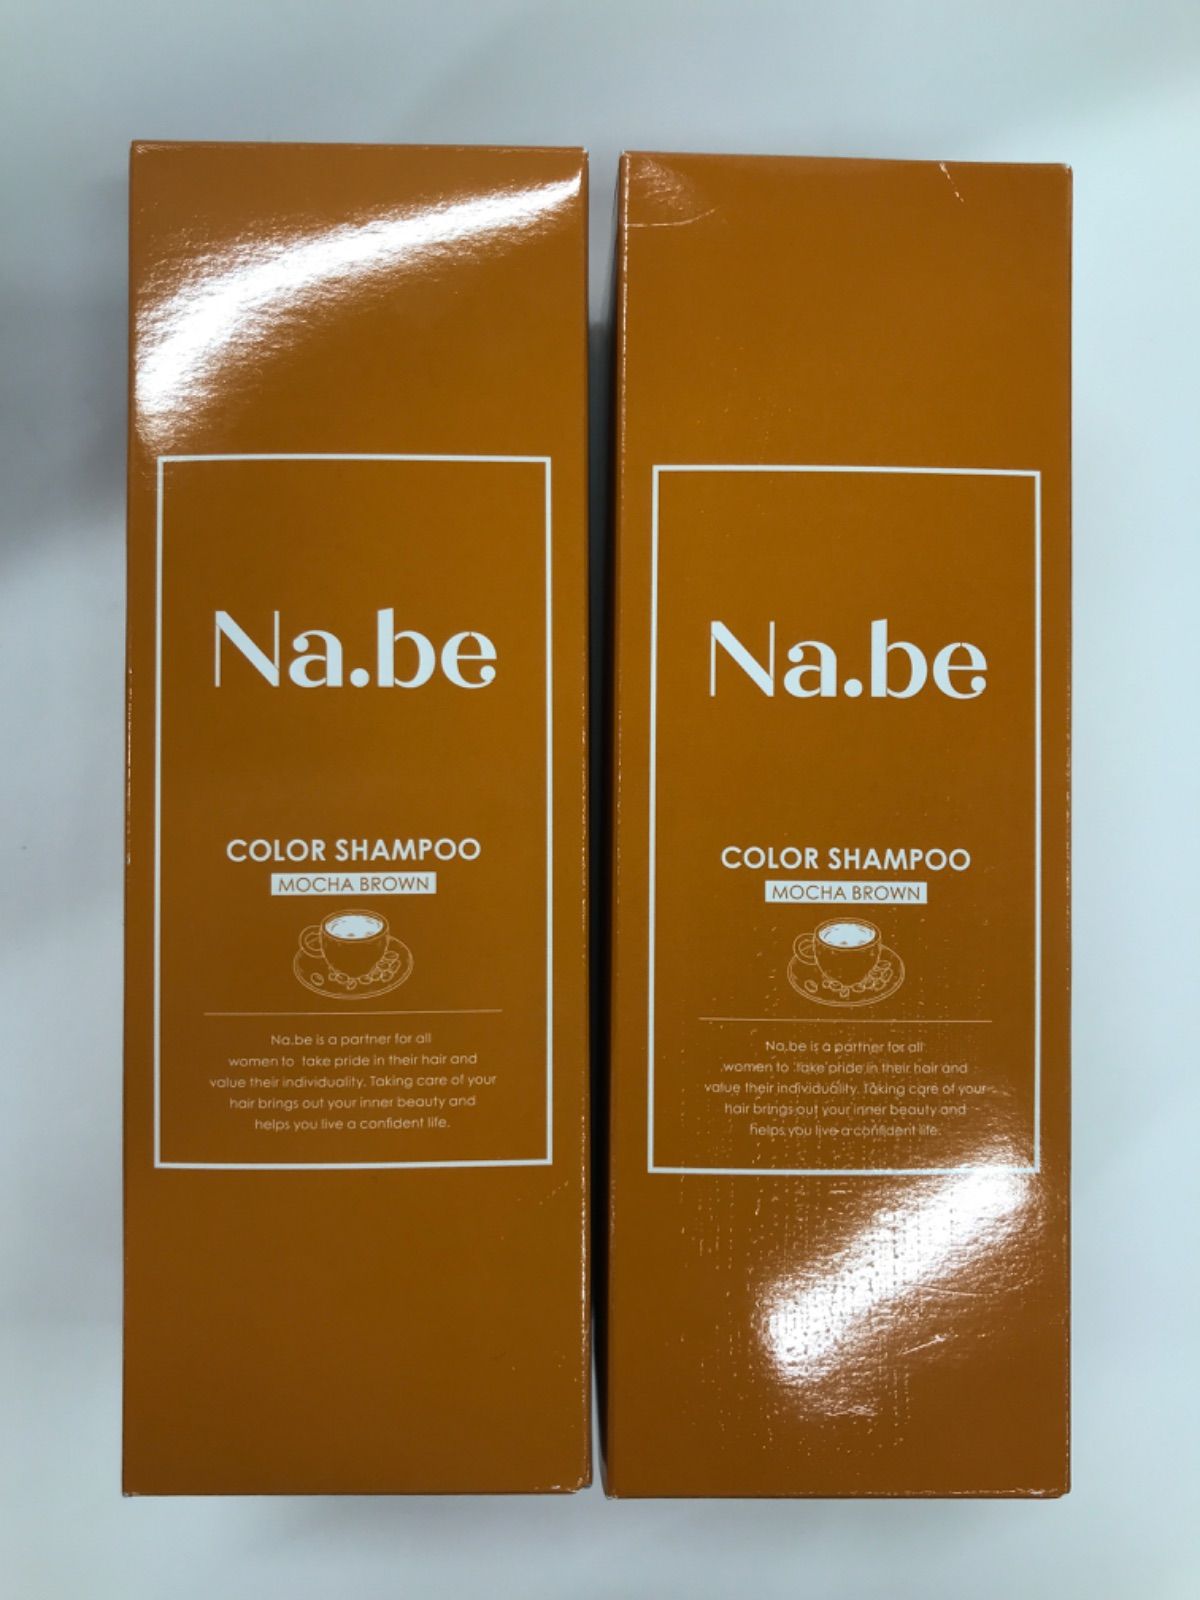 Na.be
COLOR SHAMPOO
MOCHA BROWN
Na.be is a partner for all
women to take pride in their hair and
value their individuality. Taking care of your
hair brings out your inner beauty and
helps you live a confident life.
Na.be
COLOR SHAMPOO
MOCHA BROWN
Na.be is a partner for all
women to take pride in their hair and
value their individuality. Taking care of your
hair brings out your inner beauty and
helps you live a confident life.